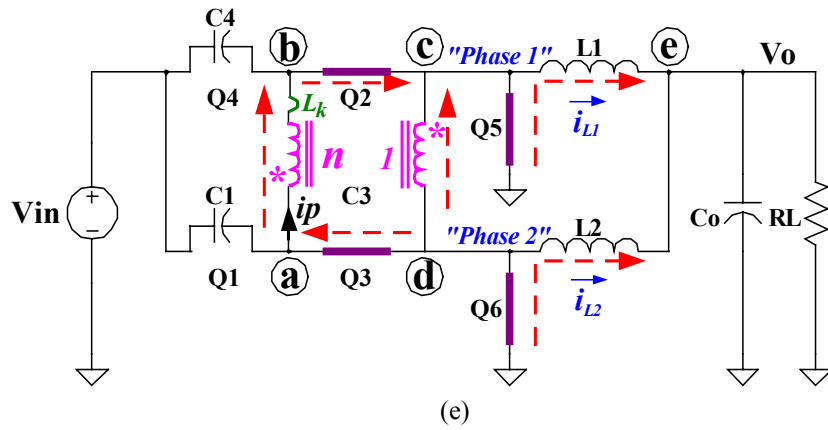 C4
b
c
"Phase 1"
L1
e
Vo
Q4
Q2
Lk
Q5
iL1
n
1
*
*
Vin
C1
C3
ip
"Phase 2"
L2
Co
RL
Q1
a
Q3
d
Q6
iL2
+
−
(e)